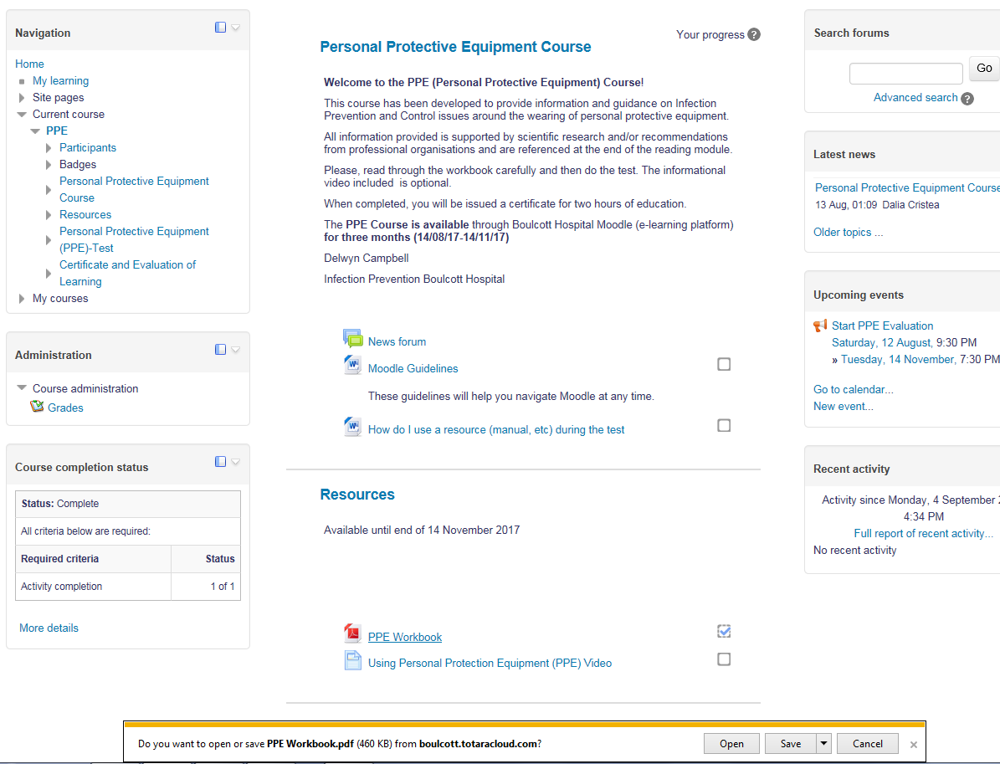 Navigation
Home
My learning
Site pages
Current course
PPE
Participants
Badges
Personal Protective Equipment
Course
Resources
Personal Protective Equipment
(PPE)-Test
Certificate and Evaluation of
Learning
My courses
Administration
Course administration
Grades
Course completion status
Status: Complete
All criteria below are required:
Required criteria Status
Activity completion 1 of 1
More details
Your progress ?
Personal Protective Equipment Course
Welcome to the PPE (Personal Protective Equipment) Course!
This course has been developed to provide information and guidance on Infection
Prevention and Control issues around the wearing of personal protective equipment.
All information provided is supported by scientific research and/or recommendations
from professional organisations and are referenced at the end of the reading module.
Please, read through the workbook carefully and then do the test. The informational
video included  is optional.
When completed, you will be issued a certificate for two hours of education.
The PPE Course is available through Boulcott Hospital Moodle (e-learning platform)
for three months (14/08/17-14/11/17)
Delwyn Campbell
Infection Prevention Boulcott Hospital
News forum
Moodle Guidelines
These guidelines will help you navigate Moodle at any time.
How do I use a resource (manual, etc) during the test
Resources
Available until end of 14 November 2017
PPE Workbook
Using Personal Protection Equipment (PPE) Video
Search forums
Go
Advanced search ?
Latest news
Personal Protective Equipment Course
13 Aug, 01:09 Dalia Cristea
Older topics ...
Upcoming events
Start PPE Evaluation
Saturday, 12 August, 9:30 PM
» Tuesday, 14 November, 7:30 PM
Go to calendar...
New event...
Recent activity
Activity since Monday, 4 September
4:34 PM
Full report of recent activity...
No recent activity
Do you want to open or save PPE Workbook.pdf (460 KB) from boulcott.totaracloud.com?
Open Save Cancel ×